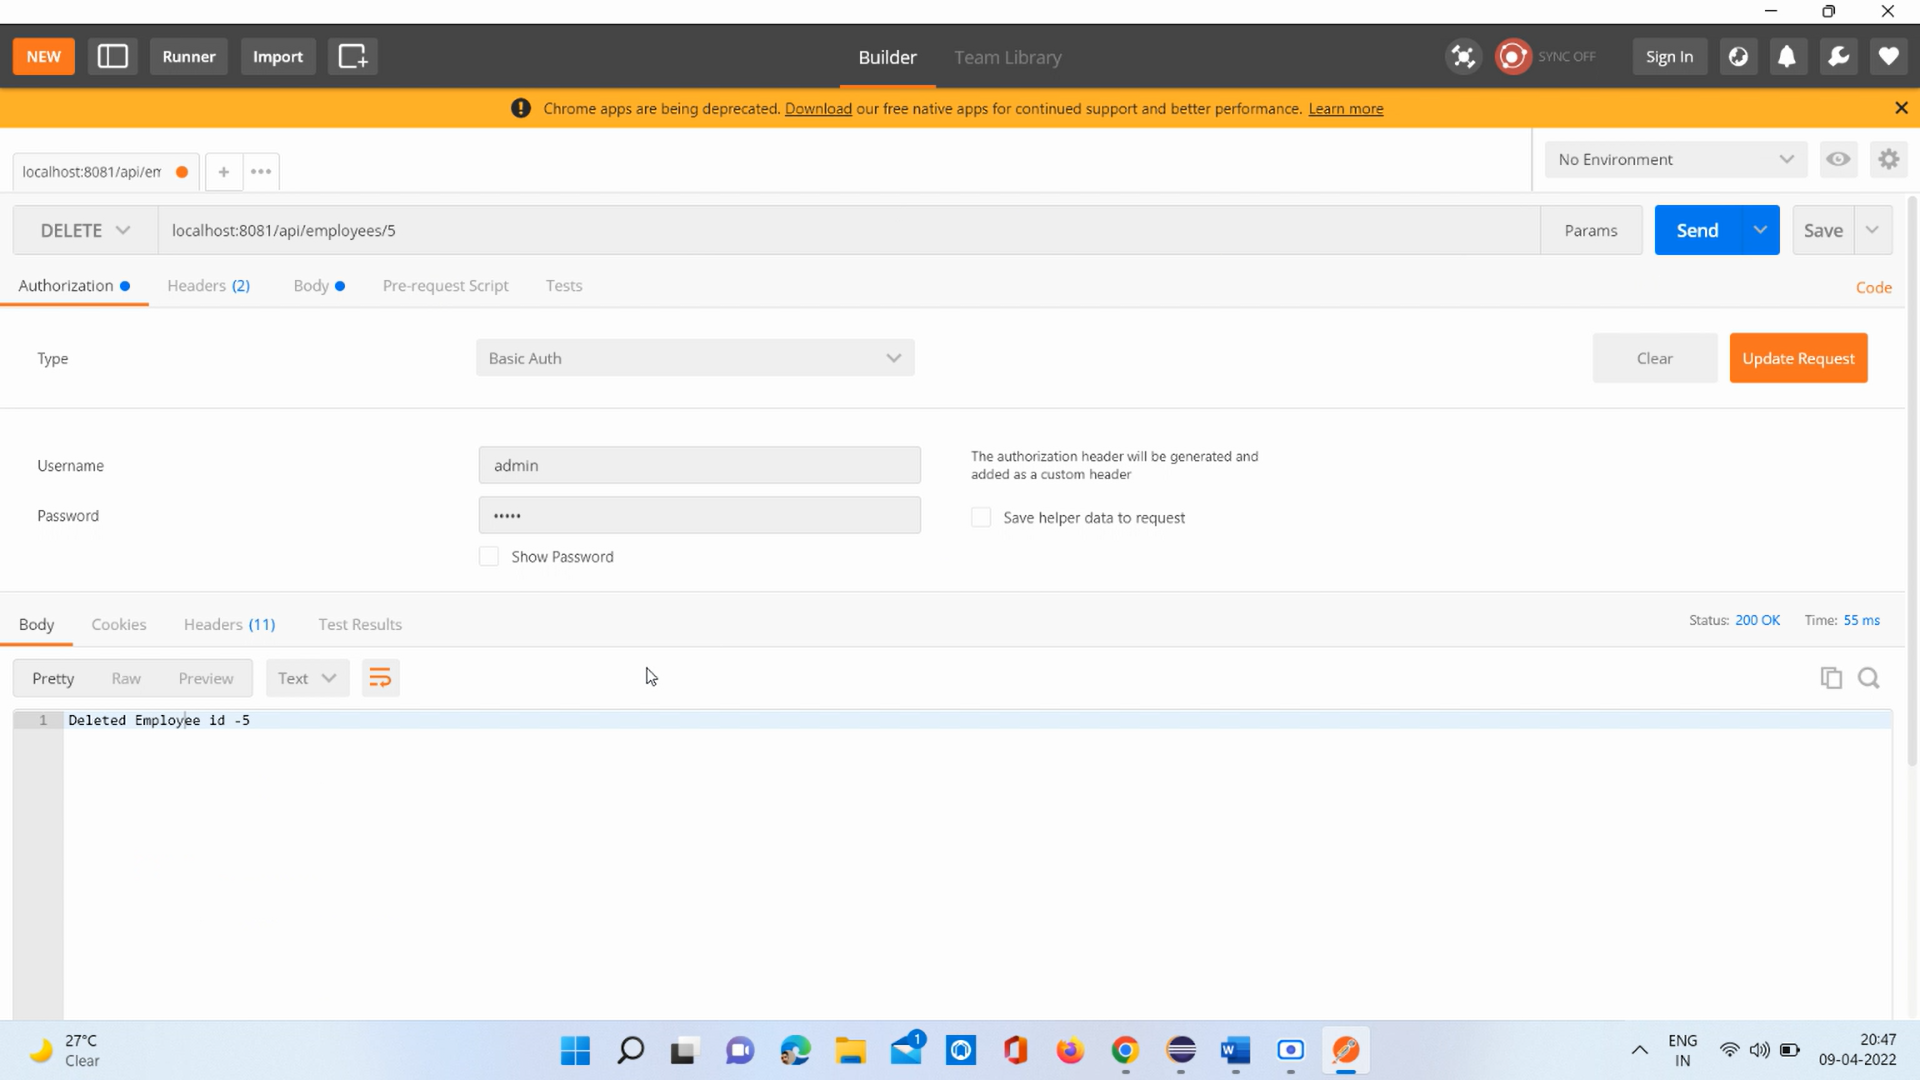 NEW
Runner
Import
Builder
Team Library
SYNC OFF
Sign In
Chrome apps are being deprecated. Download our free native apps for continued support and better performance. Learn more
localhost:8081/api/em
No Environment
DELETE
localhost:8081/api/employees/5
Params
Send
Save
Authorization
Headers (2)
Body
Pre-request Script
Tests
Code
Type
Basic Auth
Clear
Update Request
Username
admin
The authorization header will be generated and
added as a custom header
Password
•••••
Save helper data to request
Show Password
Body
Cookies
Headers (11)
Test Results
Status: 200 OK
Time: 55 ms
Pretty
Raw
Preview
Text
1
Deleted Employee id -5
27°C
Clear
1
ENG
IN
20:47
09-04-2022